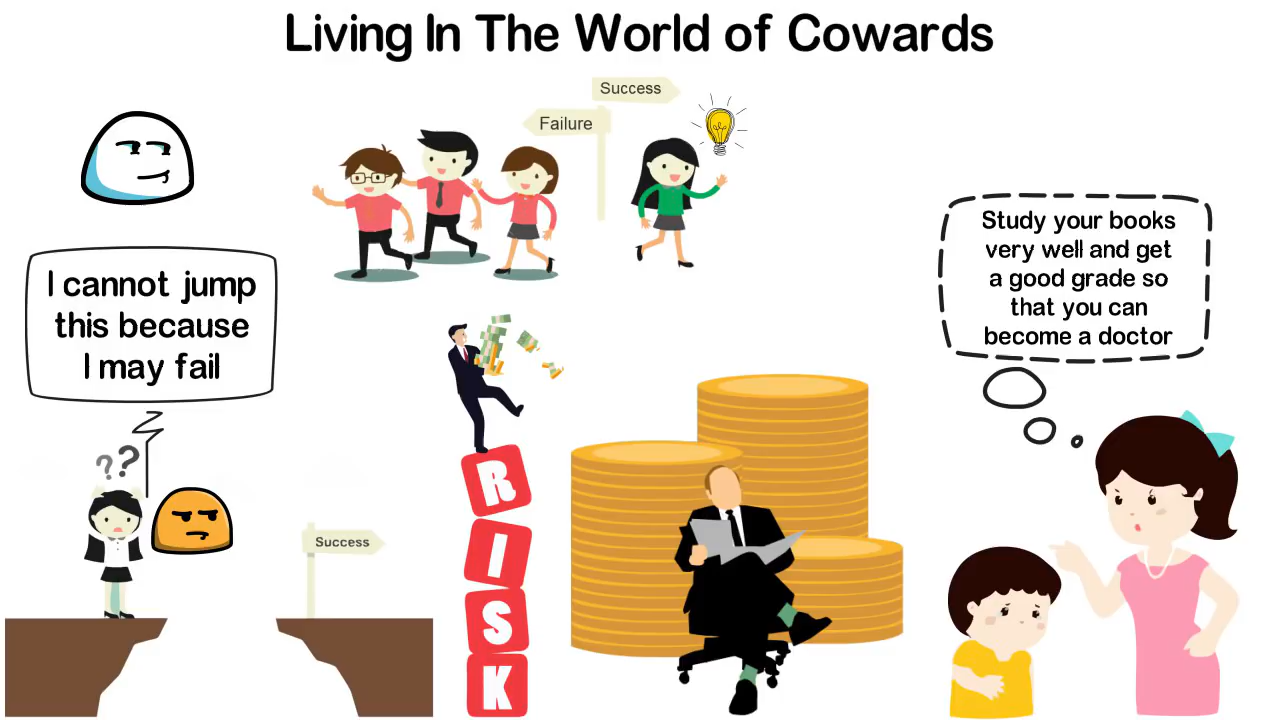 Living In The World of Cowards
Success
Failure
I cannot jump
this because
I may fail
Study your books
very well and get
a good grade so
that you can
become a doctor
??
Success
R
I
S
K